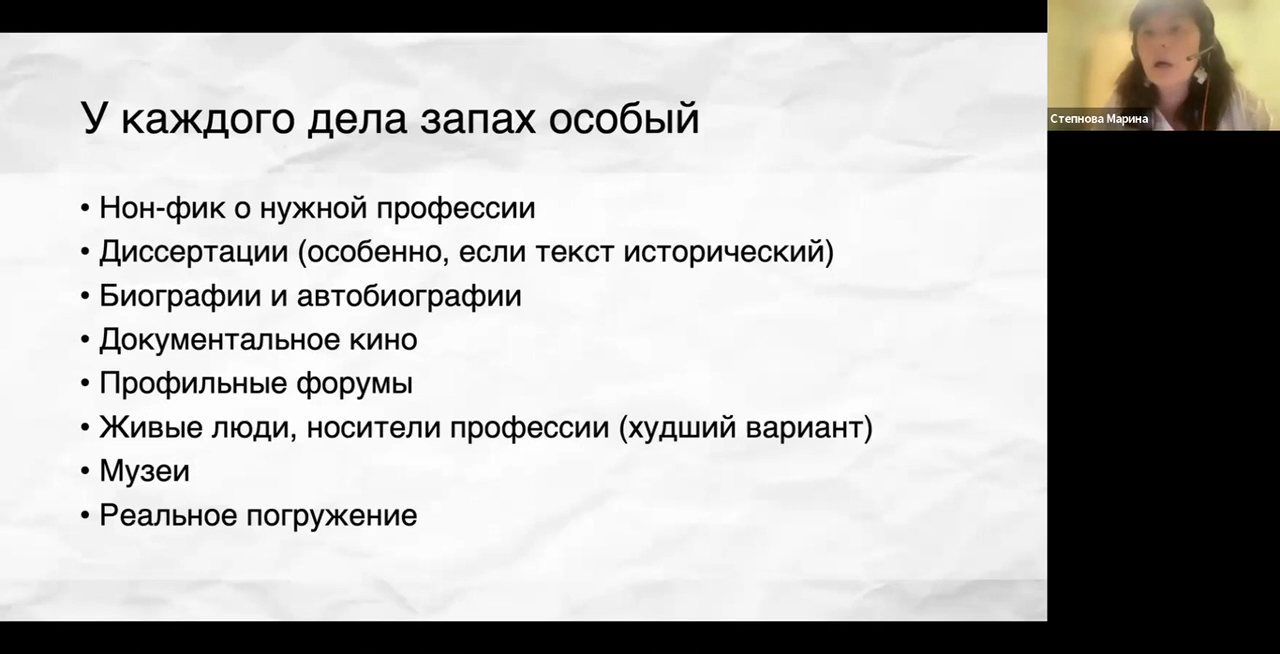 У каждого дела запах особый
• Нон-фик о нужной профессии
• Диссертации (особенно, если текст исторический)
• Биографии и автобиографии
• Документальное кино
• Профильные форумы
• Живые люди, носители профессии (худший вариант)
• Музеи
• Реальное погружение
Степнова Марина